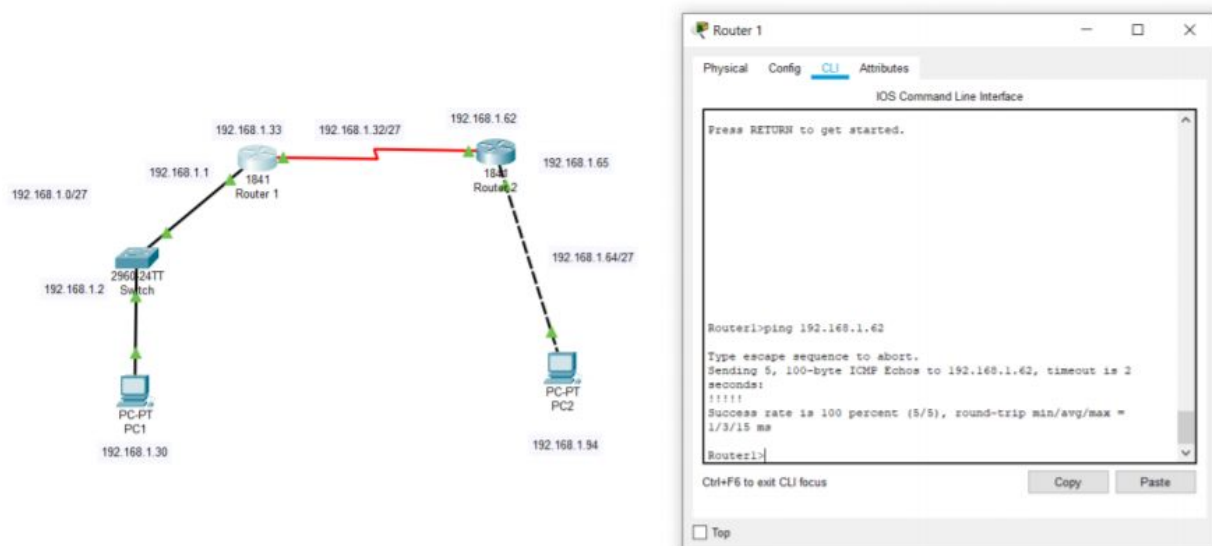 192.168.1.33
192.168.1.32/27
192.168.1.62
192.168.1.1
1841
Router 1
1841
Router 2
192.168.1.65
192.168.1.0/27
2960-24TT
Switch
192.168.1.2
192.168.1.64/27
PC-PT
PC1
192.168.1.30
PC-PT
PC2
192.168.1.94
Router 1
Physical Config CLI Attributes
IOS Command Line Interface
Press RETURN to get started.
Router1>ping 192.168.1.62
Type escape sequence to abort.
Sending 5, 100-byte ICMP Echos to 192.168.1.62, timeout is 2
seconds:
!!!!!
Success rate is 100 percent (5/5), round-trip min/avg/max =
1/3/15 ms
Router1>
Ctrl+F6 to exit CLI focus
Copy Paste
Top